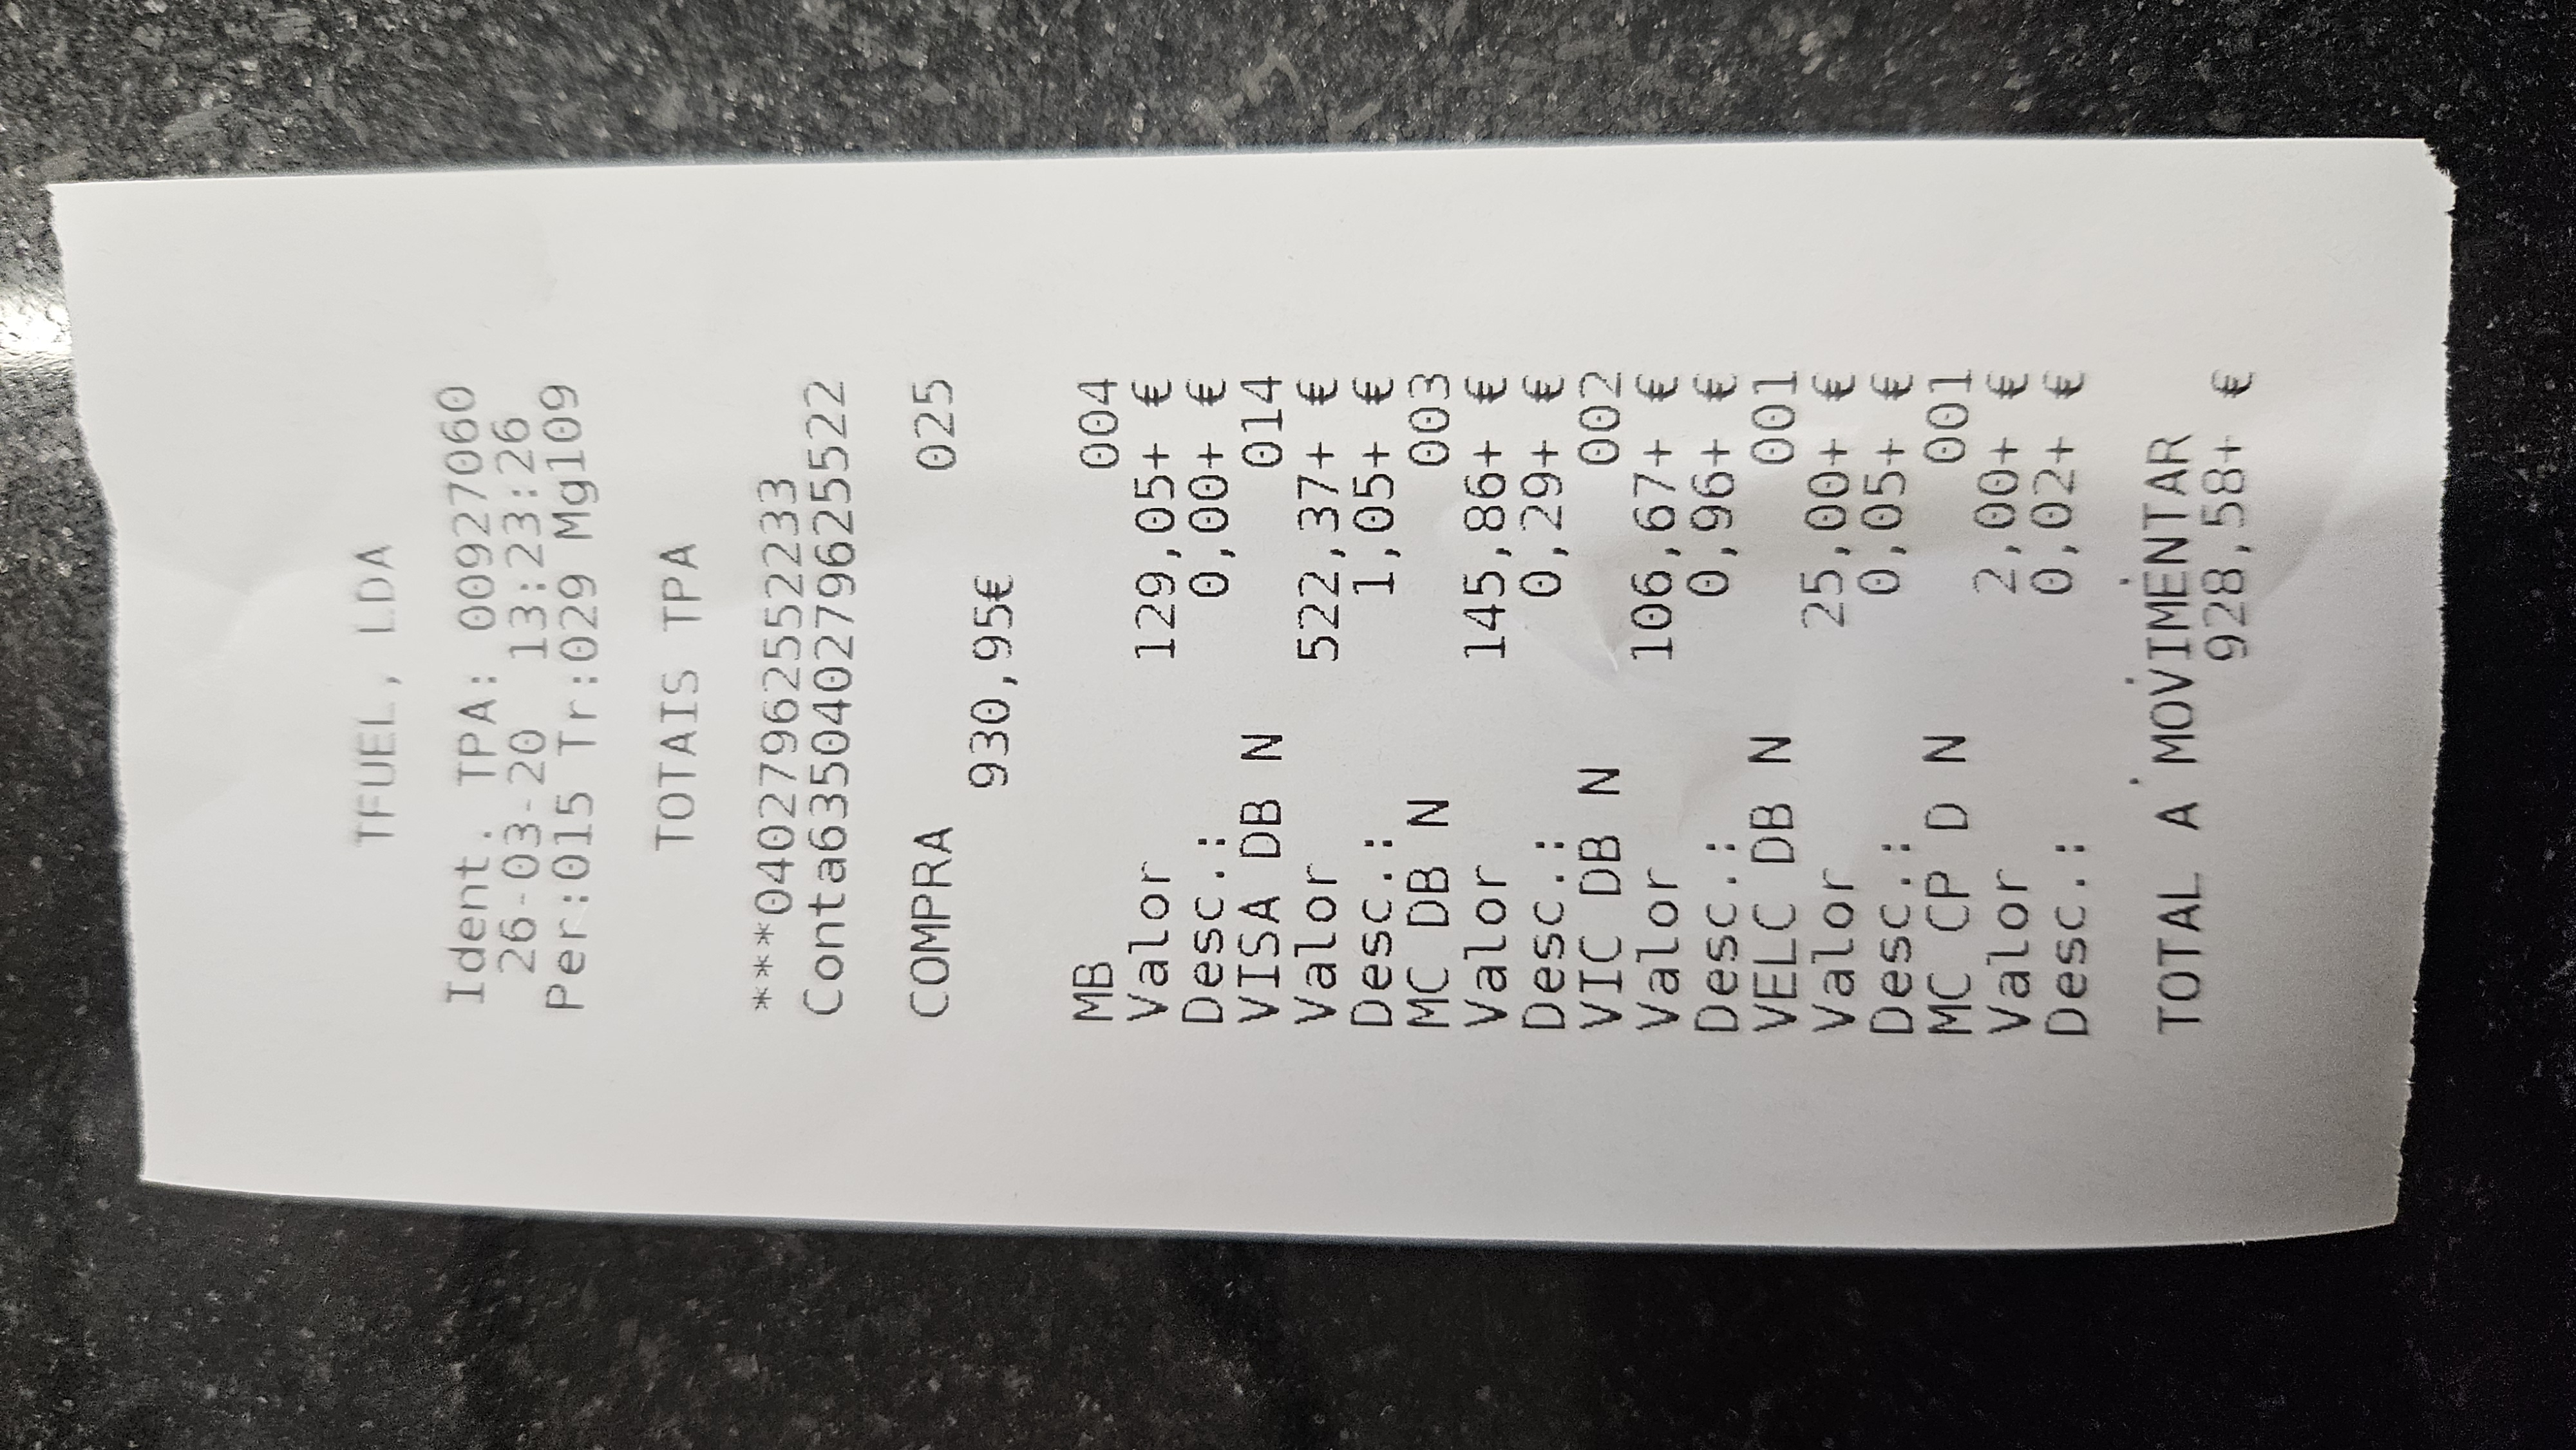 TFUEL, LDA
Ident. TPA: 0092​7060
26-03-20 13:23:26
Per:015 Tr:029 Mg109
TOTAIS TPA
***0402796255​2233
Conta6350402796255​22
COMPRA 025
930,95€
MB 004
Valor 129,05+ €
Desc.: 0,00+ €
VISA DB N 014
Valor 522,37+ €
Desc.: 1,05+ €
MC DB N 003
Valor 145,86+ €
Desc.: 0,29+ €
VIC DB N 002
Valor 106,67+ €
Desc.: 0,96+ €
VELC DB N 001
Valor 25,00+ €
Desc.: 0,05+ €
MC CP D N 001
Valor 2,00+ €
Desc.: 0,02+ €
TOTAL A MOVIMENTAR
928,58+ €